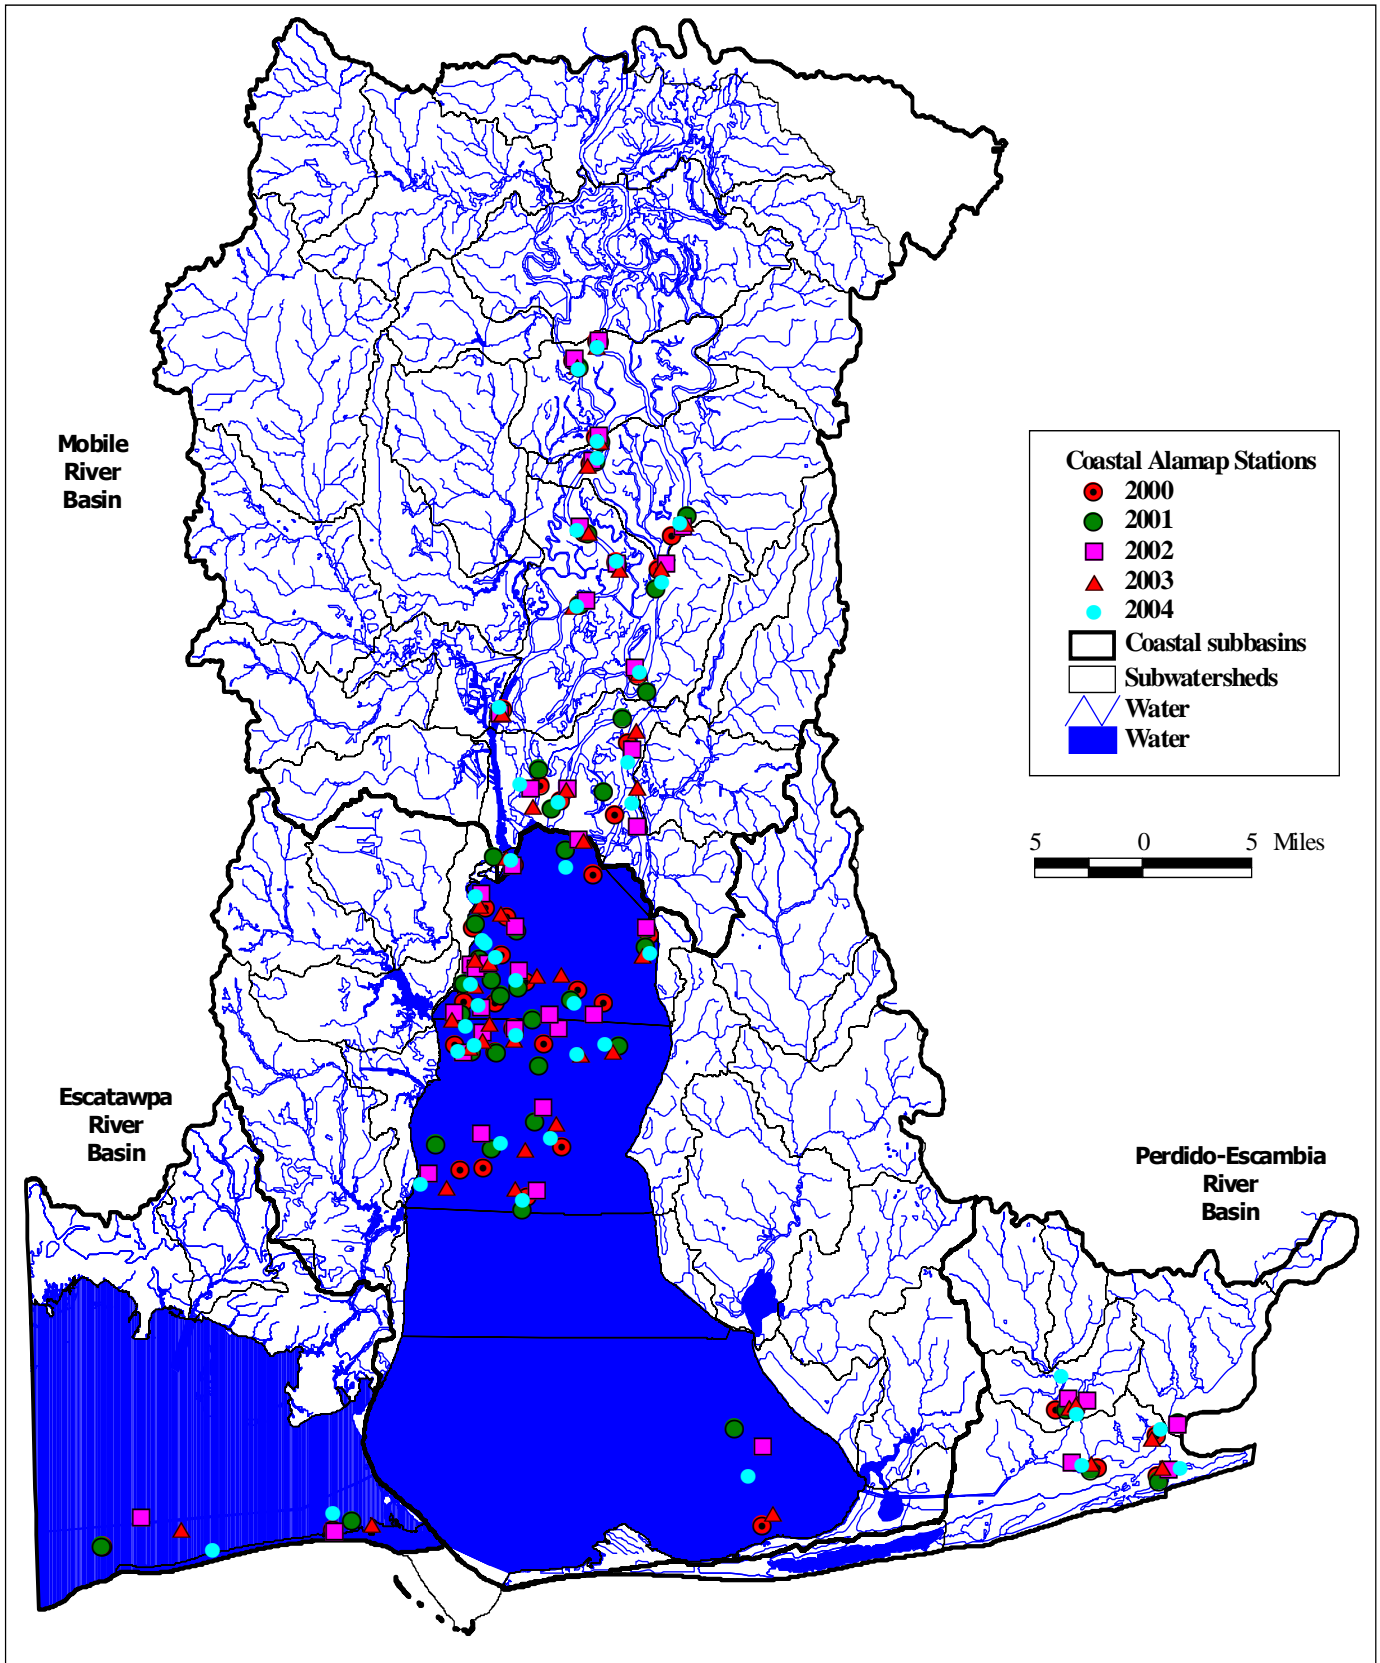 Mobile
River
Basin
Coastal Alamap Stations
2000
2001
2002
2003
2004
Coastal subbasins
Subwatersheds
Water
Water
5 0 5 Miles
Escatawpa
River
Basin
Perdido-Escambia
River
Basin